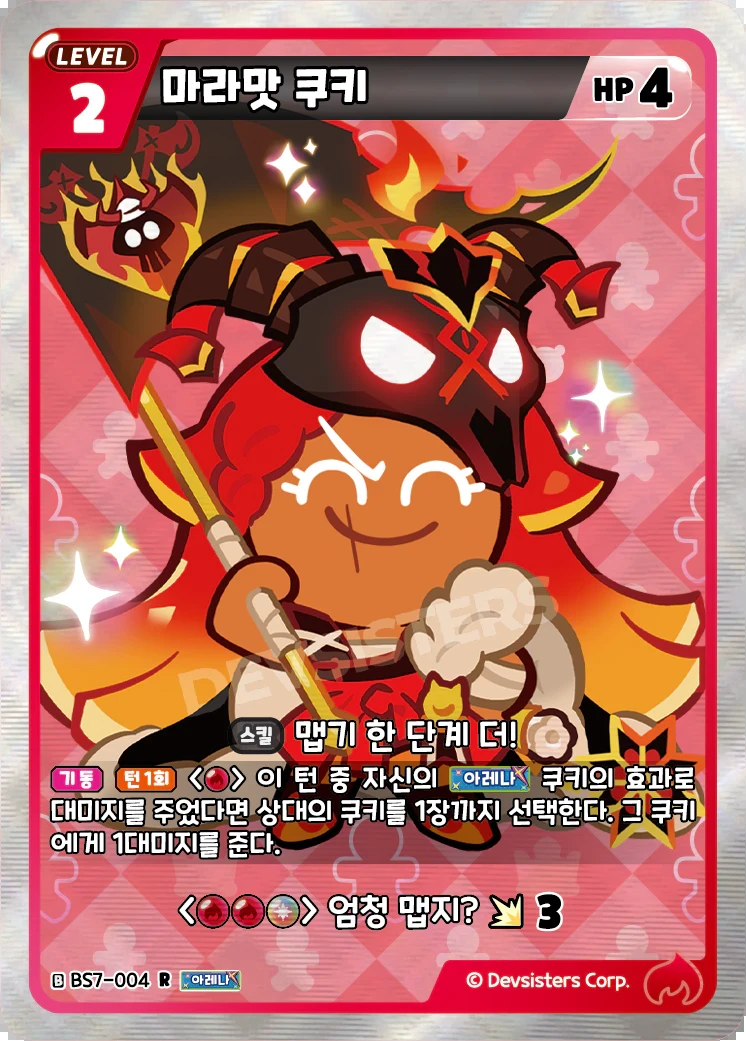 LEVEL
2
마라맛 쿠키
HP 4
DEVSISTERS
스킬 맵기 한 단계 더!
기동 턴1회 < > 이 턴 중 자신의 아레나 쿠키의 효과로
대미지를 주었다면 상대의 쿠키를 1장까지 선택한다. 그 쿠키
에게 1대미지를 준다.
< > 엄청 맵지? 3
B BS7-004 R 아레나
© Devsisters Corp.